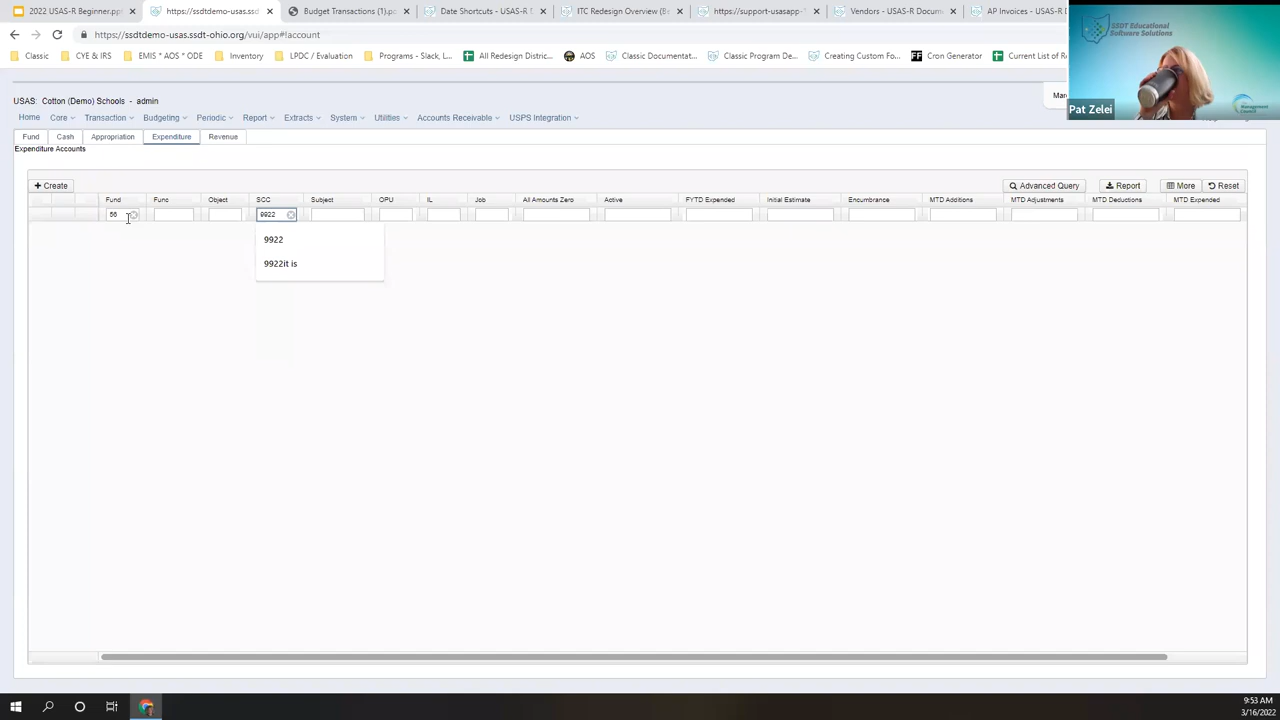 2022 USAS-R Beginner.ppt
https://ssdtdemo-usas.ssd
Budget Transactions (1).pc
Date Shortcuts - USAS-R
ITC Redesign Overview (B
https://support-usasapp-
Vendors - USAS-R Docum
AP Invoices - USAS-R
https://ssdtdemo-usas.ssdt-ohio.org/vui/app#!account
Classic
CYE & IRS
EMIS * AOS * ODE
Inventory
LPDC / Evaluation
Programs - Slack, L...
All Redesign Distric...
AOS
Classic Documentat...
Classic Program De...
Creating Custom Fo...
Cron Generator
Current List of R
SSDT Educational
Software Solutions
Management
Council
Pat Zelei
USAS: Cotton (Demo) Schools - admin
Home Core Transaction Budgeting Periodic Report Extracts System Utilities Accounts Receivable USPS Integration
Fund Cash Appropriation Expenditure Revenue
Expenditure Accounts
Create Advanced Query Report More Reset
Fund Func Object SCC Subject OPU IL Job All Amounts Zero Active FYTD Expended Initial Estimate Encumbrance MTD Additions MTD Adjustments MTD Deductions MTD Expended
56 9922
9922
9922it is
9:53 AM
3/16/2022